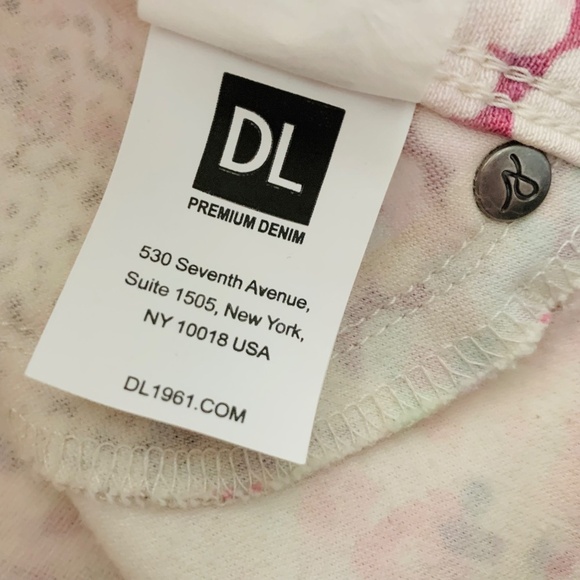 DL
PREMIUM DENIM
530 Seventh Avenue,
Suite 1505, New York,
NY 10018 USA
DL1961.COM